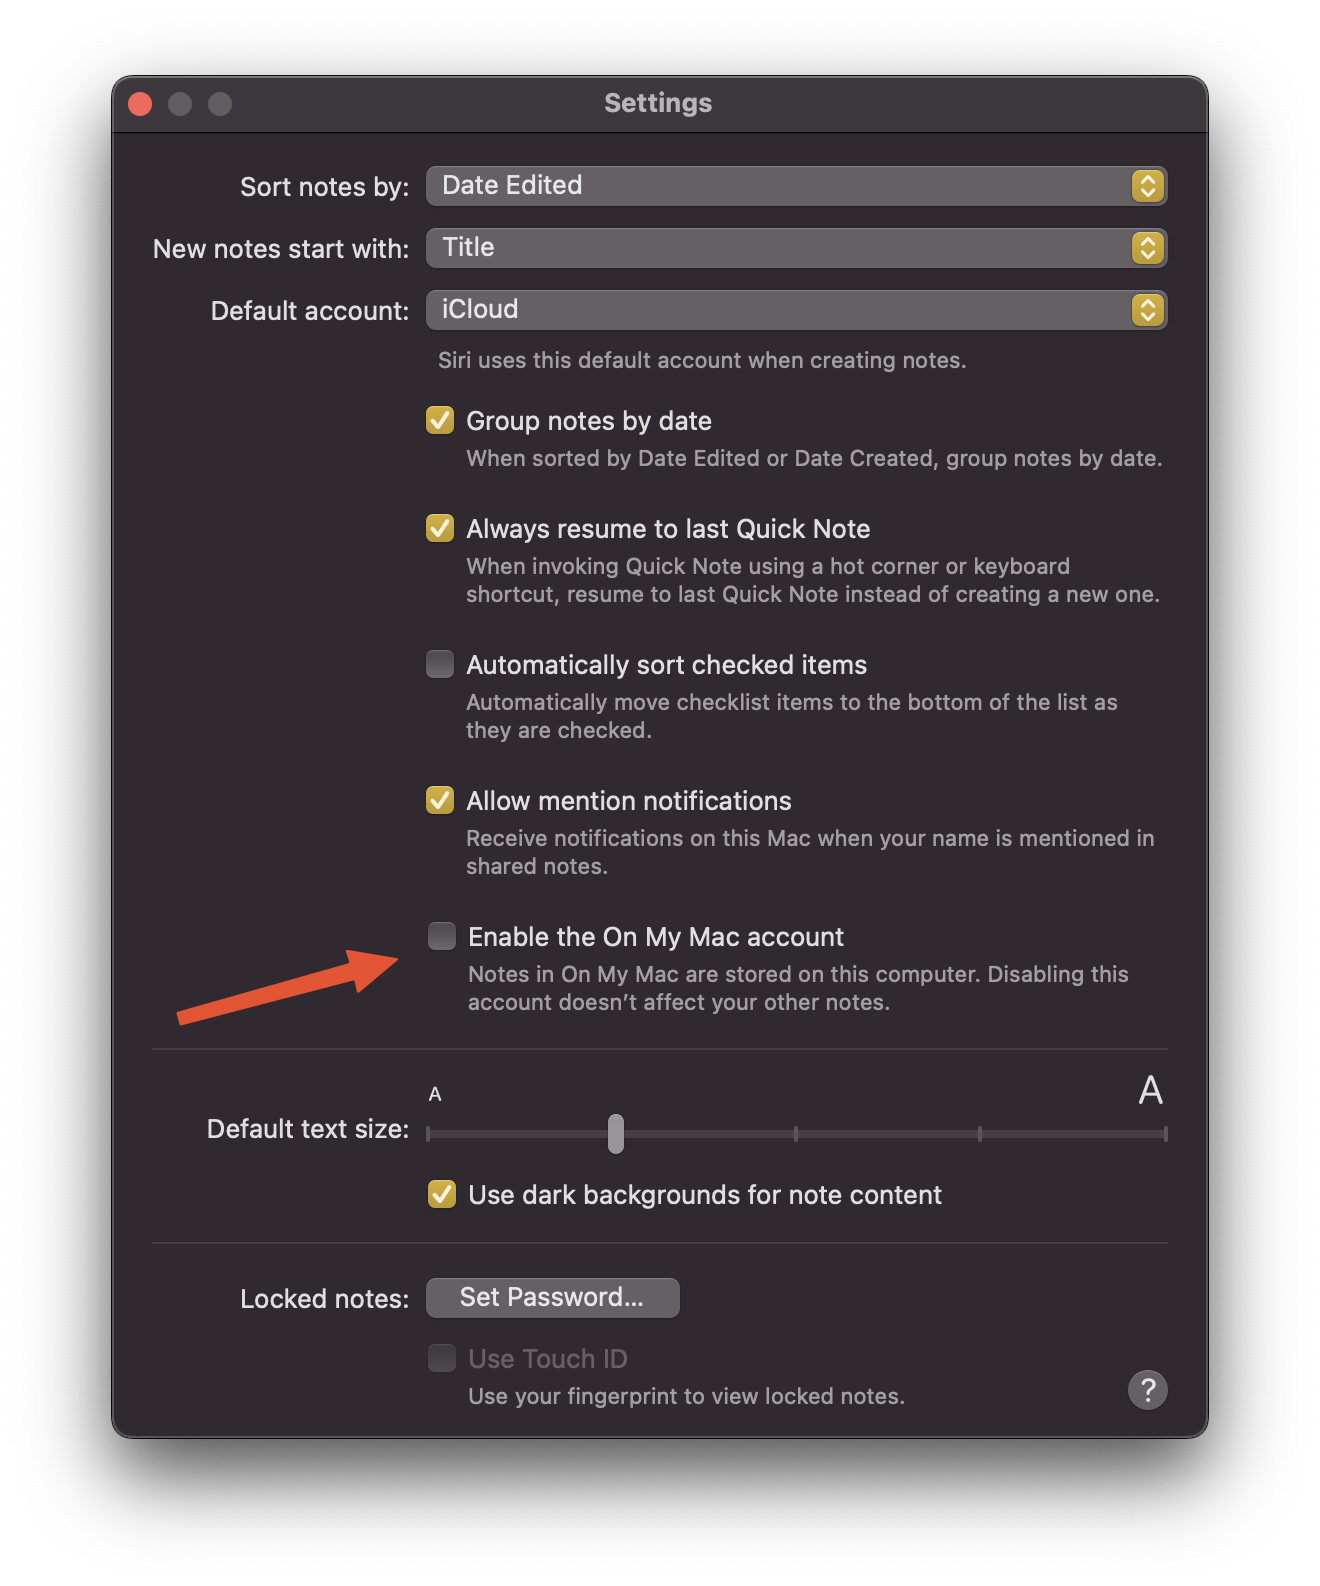 Settings
Sort notes by: Date Edited
New notes start with: Title
Default account: iCloud
Siri uses this default account when creating notes.
Group notes by date
When sorted by Date Edited or Date Created, group notes by date.
Always resume to last Quick Note
When invoking Quick Note using a hot corner or keyboard
shortcut, resume to last Quick Note instead of creating a new one.
Automatically sort checked items
Automatically move checklist items to the bottom of the list as
they are checked.
Allow mention notifications
Receive notifications on this Mac when your name is mentioned in
shared notes.
Enable the On My Mac account
Notes in On My Mac are stored on this computer. Disabling this
account doesn’t affect your other notes.
A A
Default text size:
Use dark backgrounds for note content
Locked notes: Set Password...
Use Touch ID
Use your fingerprint to view locked notes.
?